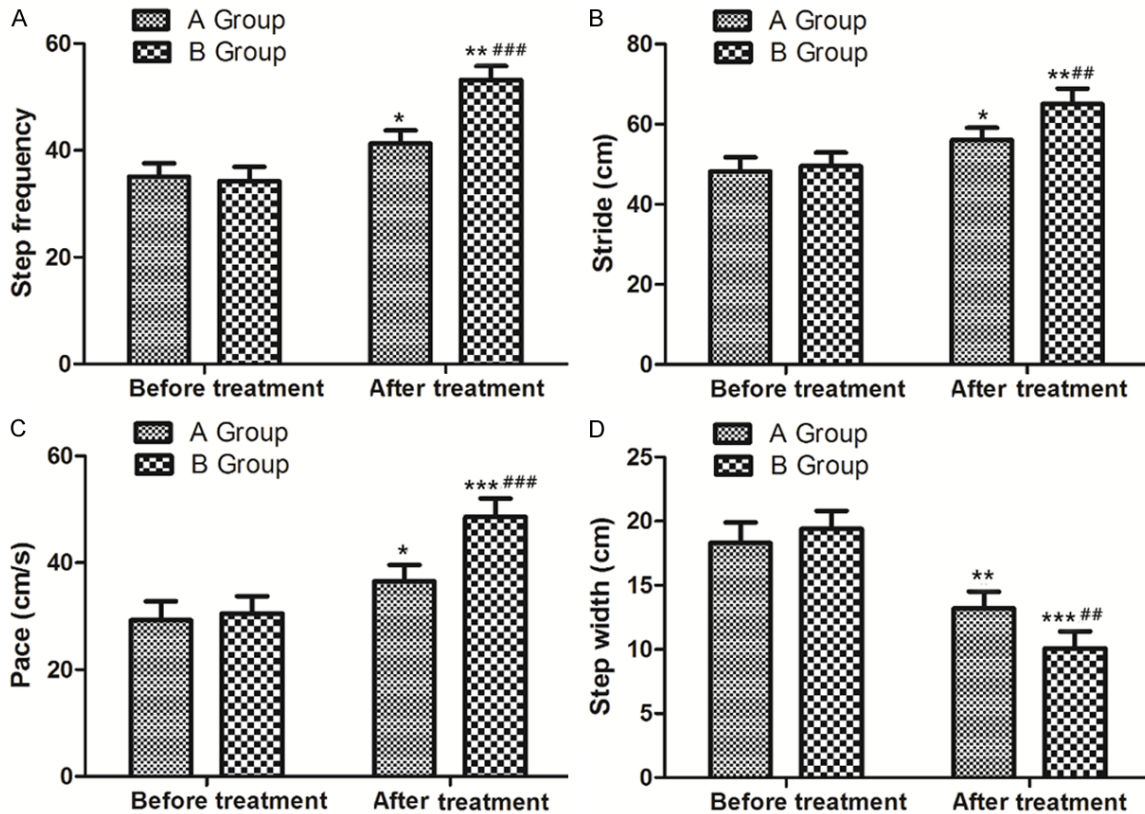 A
A Group
B Group
Step frequency
60
40
20
0
*
** ###
Before treatment
After treatment
B
A Group
B Group
Stride (cm)
80
60
40
20
0
*
**##
Before treatment
After treatment
C
A Group
B Group
Pace (cm/s)
60
40
20
0
*
*** ###
Before treatment
After treatment
D
A Group
B Group
Step width (cm)
25
20
15
10
5
0
**
*** ##
Before treatment
After treatment